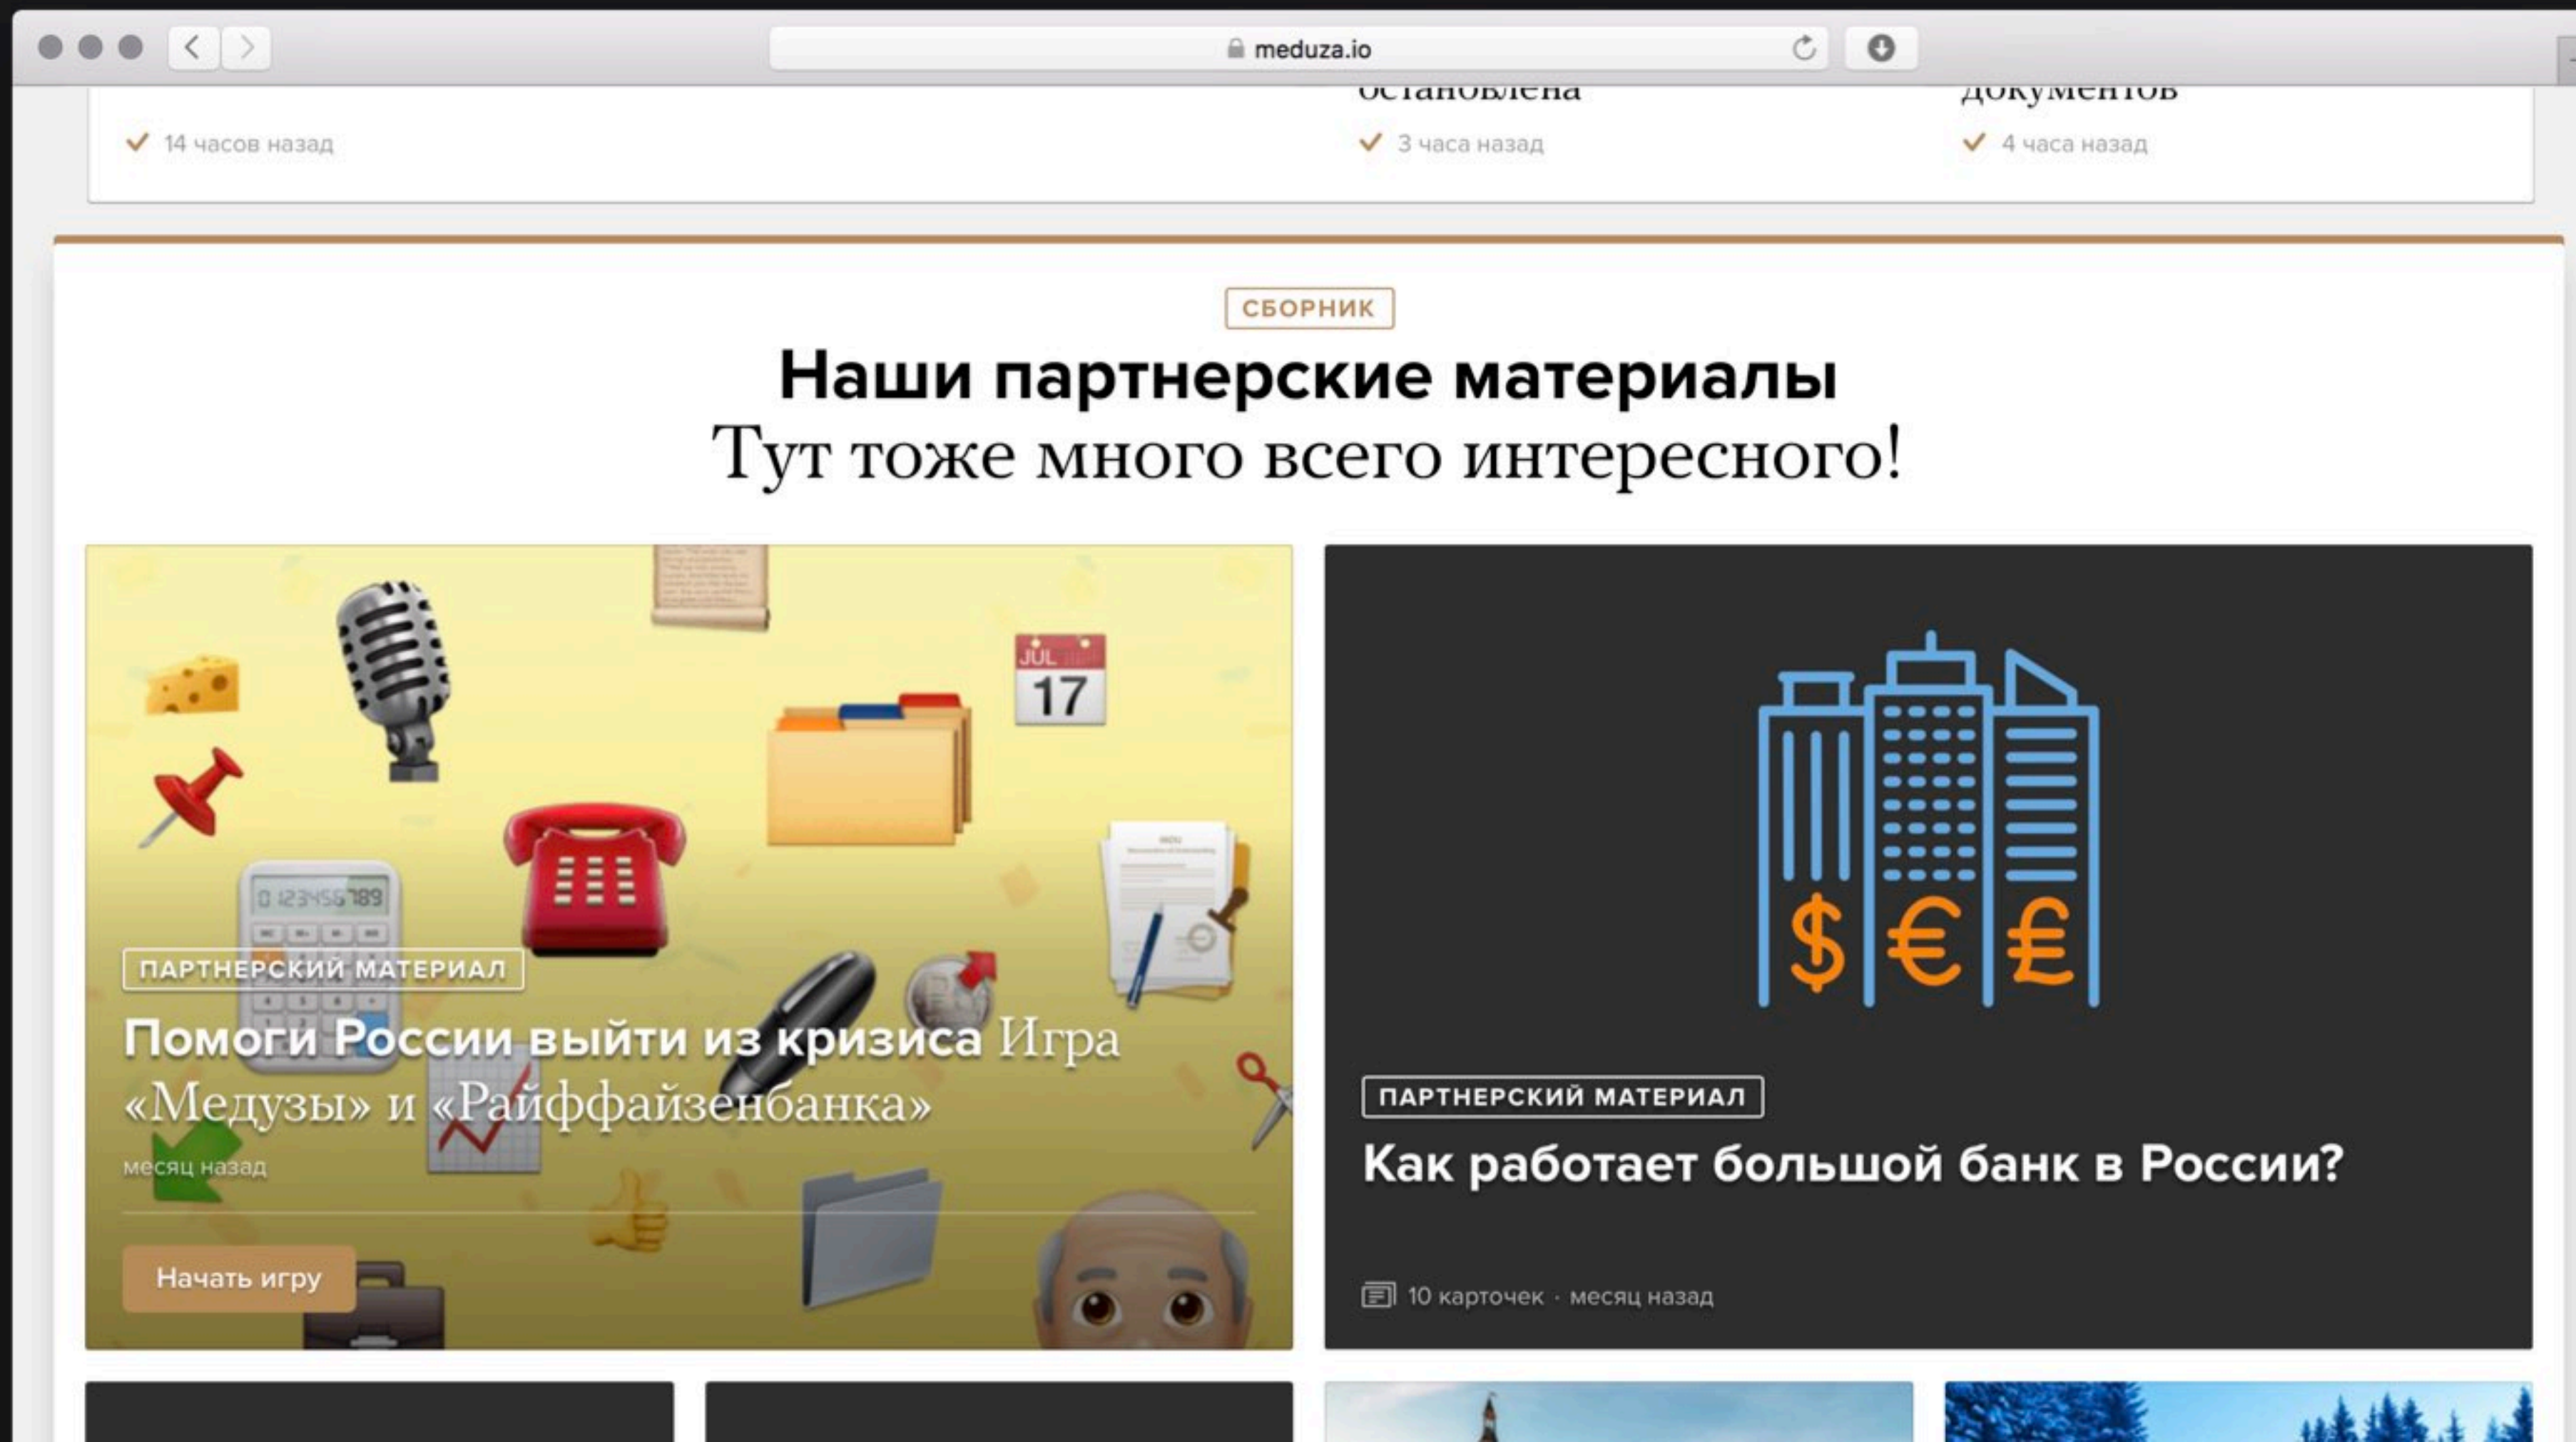 meduza.io
остановлена
документов
14 часов назад
3 часа назад
4 часа назад
СБОРНИК
Наши партнерские материалы
Тут тоже много всего интересного!
JUL
17
0123456789
ПАРТНЕРСКИЙ МАТЕРИАЛ
Помоги России выйти из кризиса Игра
«Медузы» и «Райффайзенбанка»
месяц назад
Начать игру
$ € £
ПАРТНЕРСКИЙ МАТЕРИАЛ
Как работает большой банк в России?
10 карточек · месяц назад